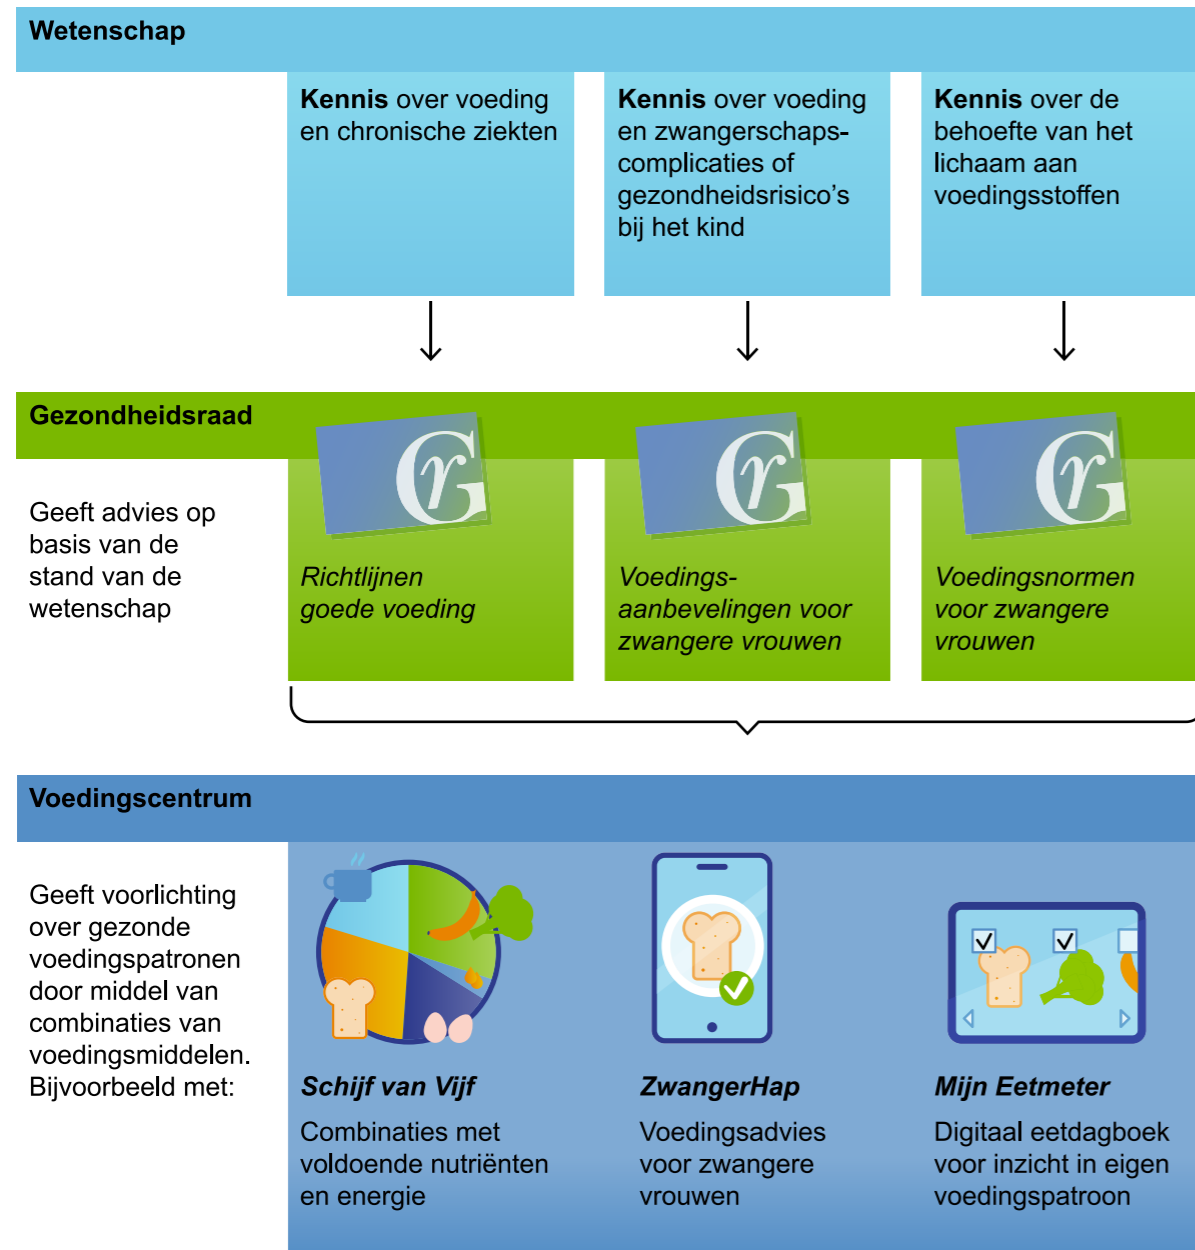 Wetenschap
Kennis over voeding
en chronische ziekten
Kennis over voeding
en zwangerschaps-
complicaties of
gezondheidsrisico’s
bij het kind
Kennis over de
behoefte van het
lichaam aan
voedingsstoffen
Gezondheidsraad
Geeft advies op
basis van de
stand van de
wetenschap
Gr
Richtlijnen
goede voeding
Gr
Voedings-
aanbevelingen voor
zwangere vrouwen
Gr
Voedingsnormen
voor zwangere
vrouwen
Voedingscentrum
Geeft voorlichting
over gezonde
voedingspatronen
door middel van
combinaties van
voedingsmiddelen.
Bijvoorbeeld met:
Schijf van Vijf
Combinaties met
voldoende nutriënten
en energie
ZwangerHap
Voedingsadvies
voor zwangere
vrouwen
Mijn Eetmeter
Digitaal eetdagboek
voor inzicht in eigen
voedingspatroon